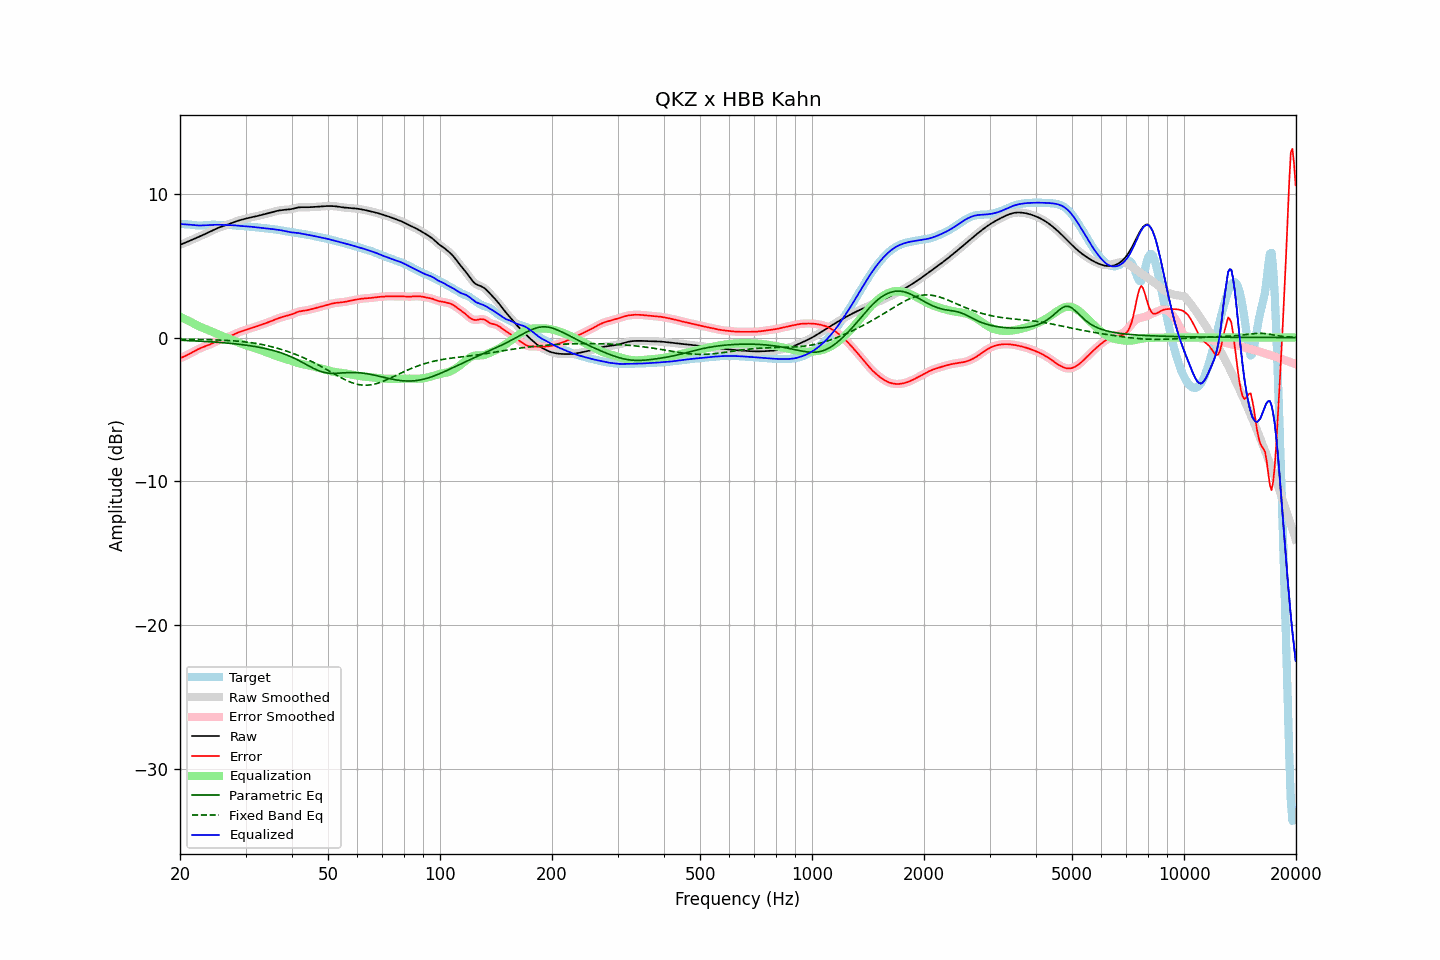 QKZ x HBB Kahn
Amplitude (dBr)
10
0
−10
−20
−30
Target
Raw Smoothed
Error Smoothed
Raw
Error
Equalization
Parametric Eq
Fixed Band Eq
Equalized
20 50 100 200 500 1000 2000 5000 10000 20000
Frequency (Hz)